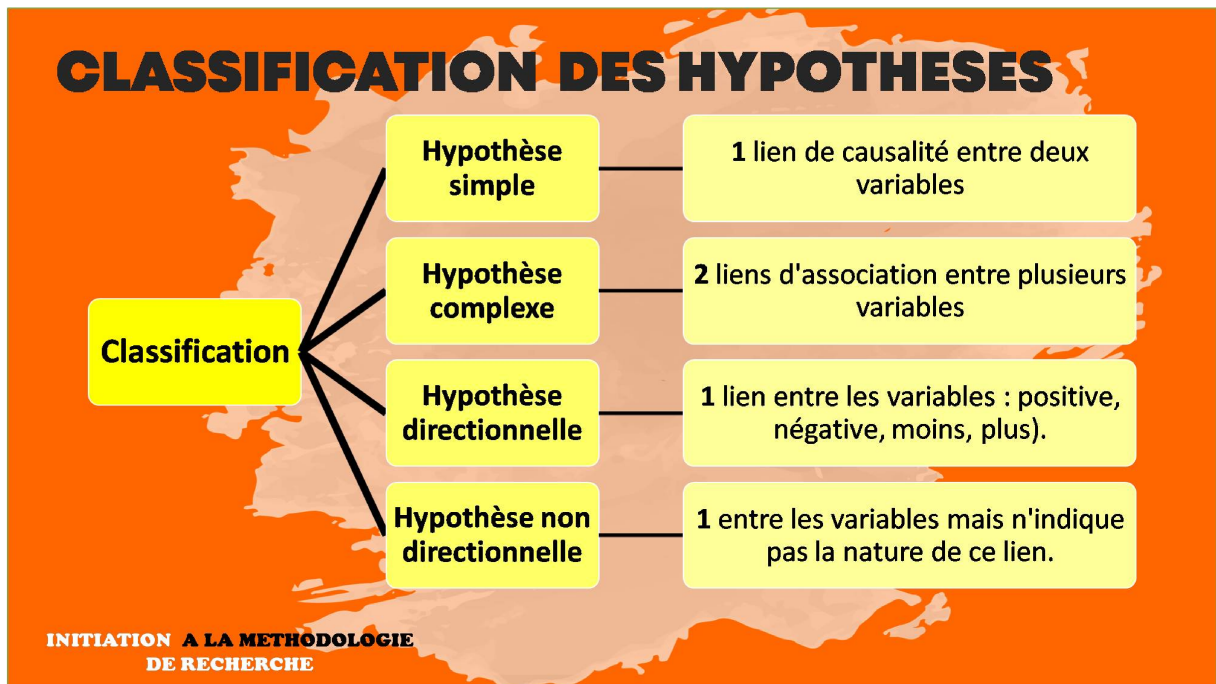 CLASSIFICATION DES HYPOTHESES
Classification
Hypothèse
simple
1 lien de causalité entre deux
variables
Hypothèse
complexe
2 liens d'association entre plusieurs
variables
Hypothèse
directionnelle
1 lien entre les variables : positive,
négative, moins, plus).
Hypothèse non
directionnelle
1 entre les variables mais n'indique
pas la nature de ce lien.
INITIATION A LA METHODOLOGIE
DE RECHERCHE